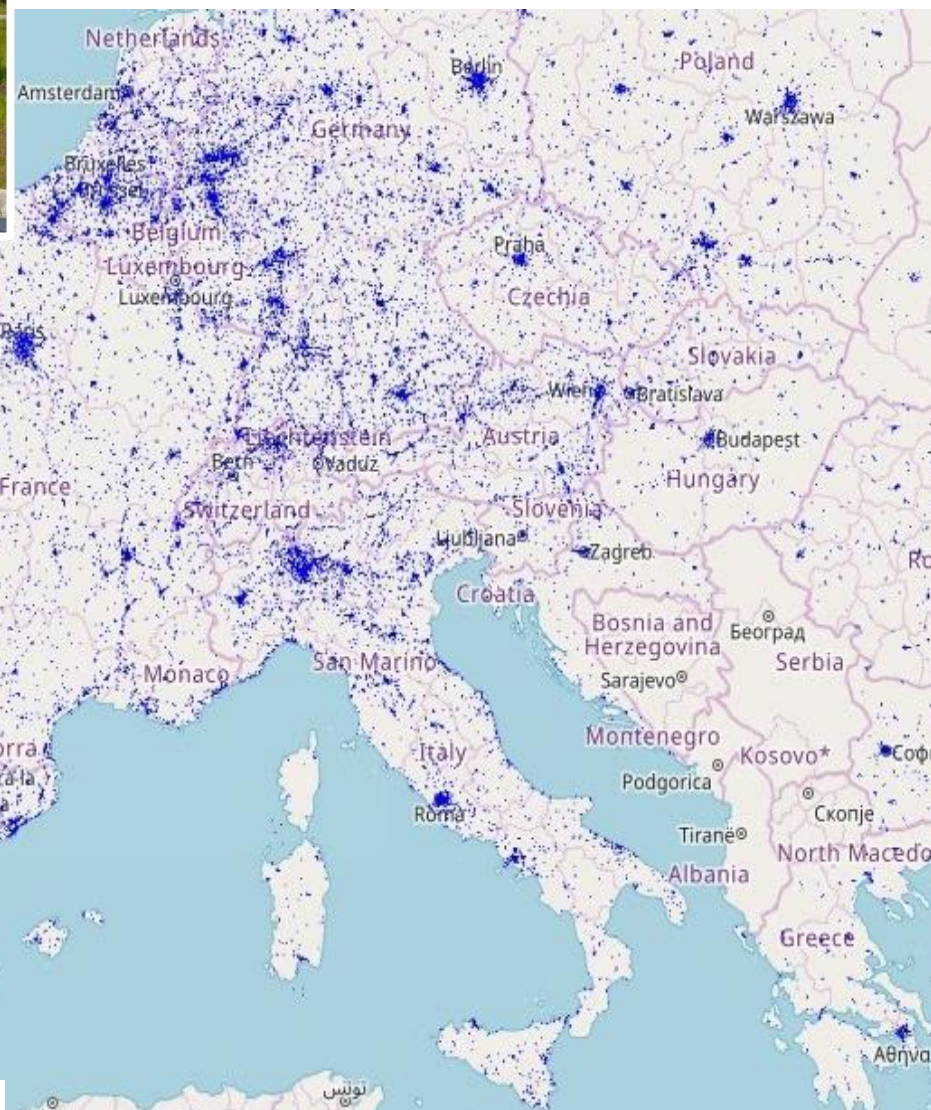 Netherlands
Berlin
Poland
Amsterdam
Warszawa
Germany
Bruxelles
Brussel
Belgium
Praha
Luxembourg
Luxembourg
Czechia
Paris
Slovakia
Wien
Bratislava
Liechtenstein
Austria
Budapest
Bern
Vaduz
Hungary
France
Switzerland
Slovenia
Ljubljana
Zagreb
Croatia
Bosnia and
Herzegovina
Београд
Serbia
San Marino
Monaco
Sarajevo
Montenegro
Kosovo*
Italy
Podgorica
Roma
Скопје
Tiranë
North Macedo
Albania
Greece
Αθήνα
تونس